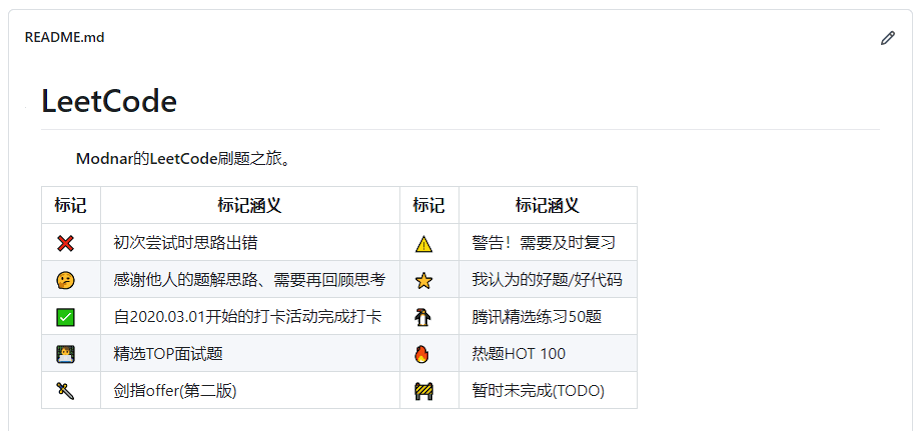 README.md
LeetCode
Modnar的LeetCode刷题之旅。
标记 标记涵义 标记 标记涵义
❌ 初次尝试时思路出错 ⚠️ 警告！需要及时复习
🤔 感谢他人的题解思路、需要再回顾思考 ⭐ 我认为的好题/好代码
✅ 自2020.03.01开始的打卡活动完成打卡 🐧 腾讯精选练习50题
👨‍💻 精选TOP面试题 🔥 热题HOT 100
🗡️ 剑指offer(第二版) 🚧 暂时未完成(TODO)